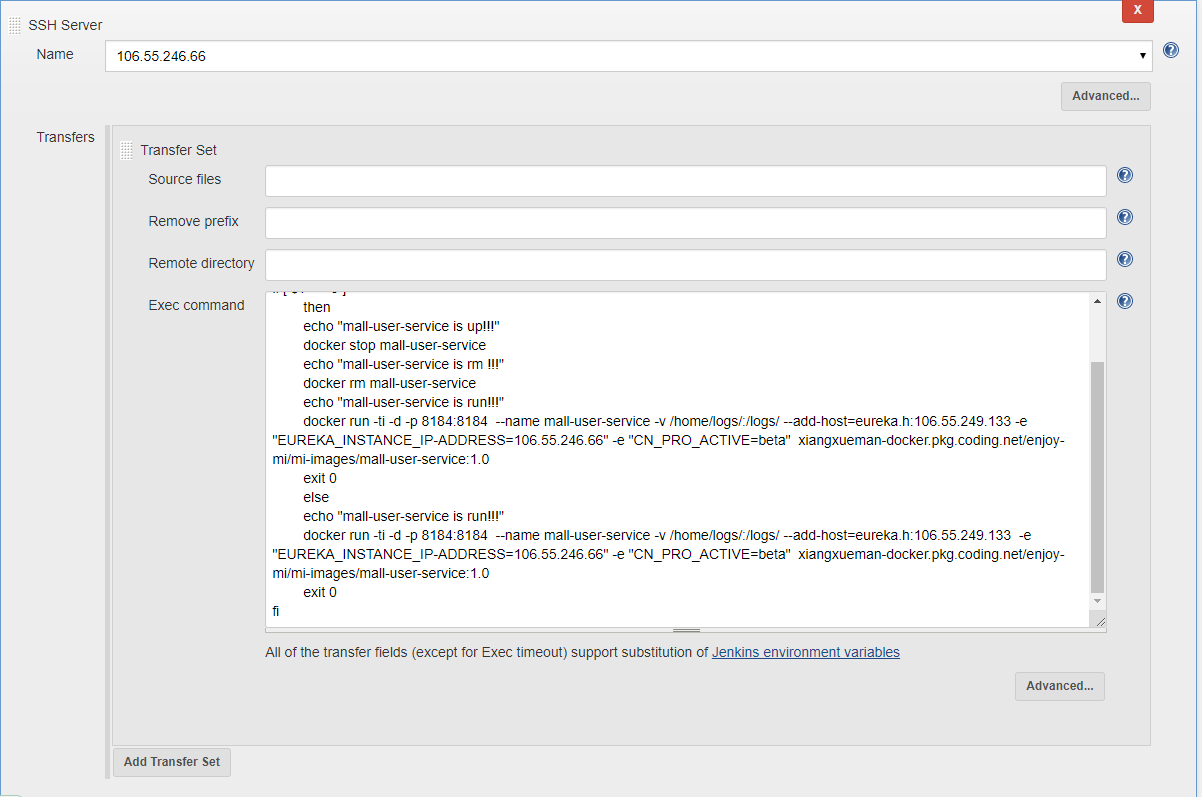 X
SSH Server
Name
106.55.246.66
Advanced...
Transfers
Transfer Set
Source files
Remove prefix
Remote directory
Exec command
then
echo "mall-user-service is up!!!"
docker stop mall-user-service
echo "mall-user-service is rm !!!"
docker rm mall-user-service
echo "mall-user-service is run!!!"
docker run -ti -d -p 8184:8184  --name mall-user-service -v /home/logs/:/logs/ --add-host=eureka.h:106.55.249.133 -e
"EUREKA_INSTANCE_IP-ADDRESS=106.55.246.66" -e "CN_PRO_ACTIVE=beta"  xiangxueman-docker.pkg.coding.net/enjoy-
mi/mi-images/mall-user-service:1.0
exit 0
else
echo "mall-user-service is run!!!"
docker run -ti -d -p 8184:8184  --name mall-user-service -v /home/logs/:/logs/ --add-host=eureka.h:106.55.249.133  -e
"EUREKA_INSTANCE_IP-ADDRESS=106.55.246.66" -e "CN_PRO_ACTIVE=beta"  xiangxueman-docker.pkg.coding.net/enjoy-
mi/mi-images/mall-user-service:1.0
exit 0
fi
All of the transfer fields (except for Exec timeout) support substitution of Jenkins environment variables
Advanced...
Add Transfer Set